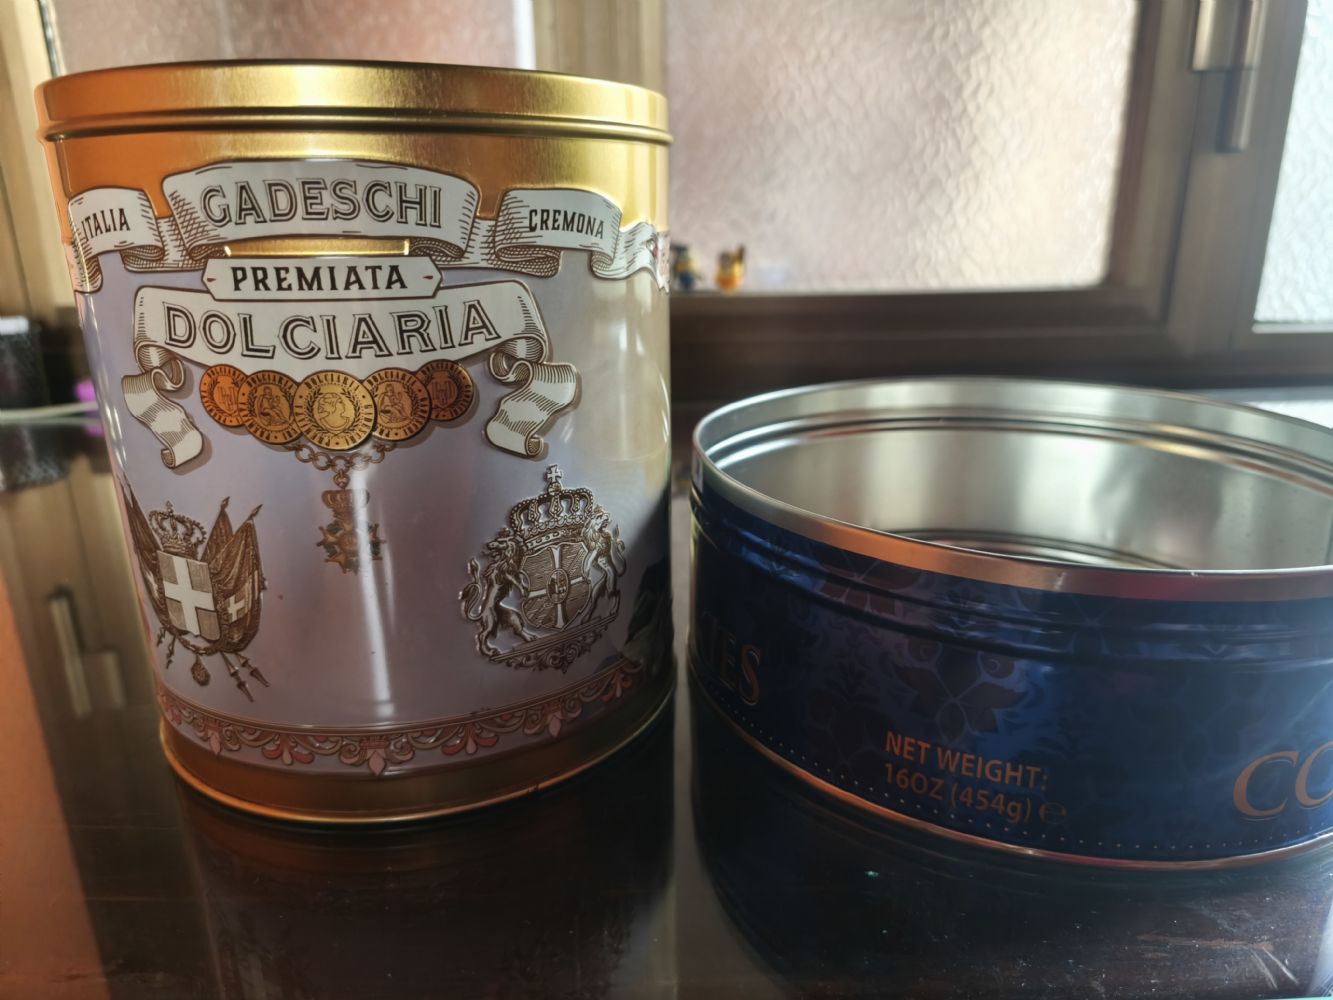 ITALIA
GADESCHI
CREMONA
PREMIATA
DOLCIARIA
NET WEIGHT:
16OZ (454g) ℮